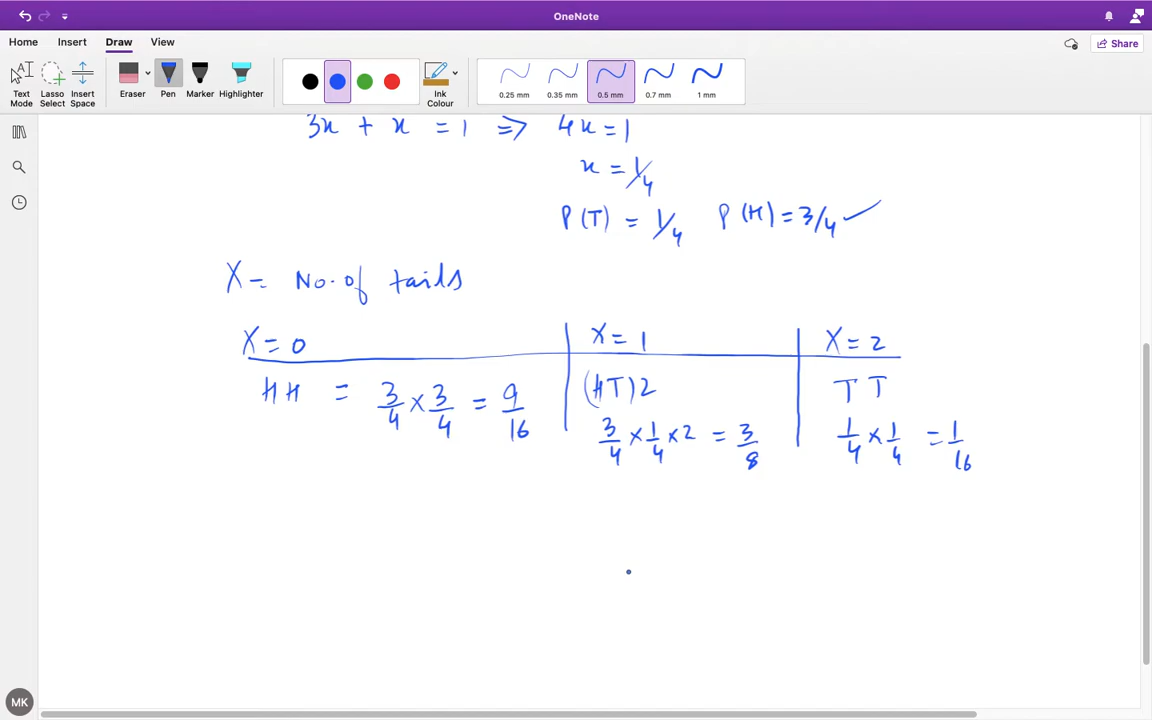 OneNote
Home Insert Draw View
Share
Text Mode
Lasso Select
Insert Space
Eraser
Pen
Marker
Highlighter
Ink Colour
0.25 mm 0.35 mm 0.5 mm 0.7 mm 1 mm
3x + x = 1 ⇒ 4x = 1
x = 1/4
P(T) = 1/4 P(H) = 3/4 ✓
X = No. of tails
X = 0 X = 1 X = 2
HH = 3/4 × 3/4 = 9/16 (HT)2 TT
3/4 × 1/4 × 2 = 3/8 1/4 × 1/4 = 1/16
MK